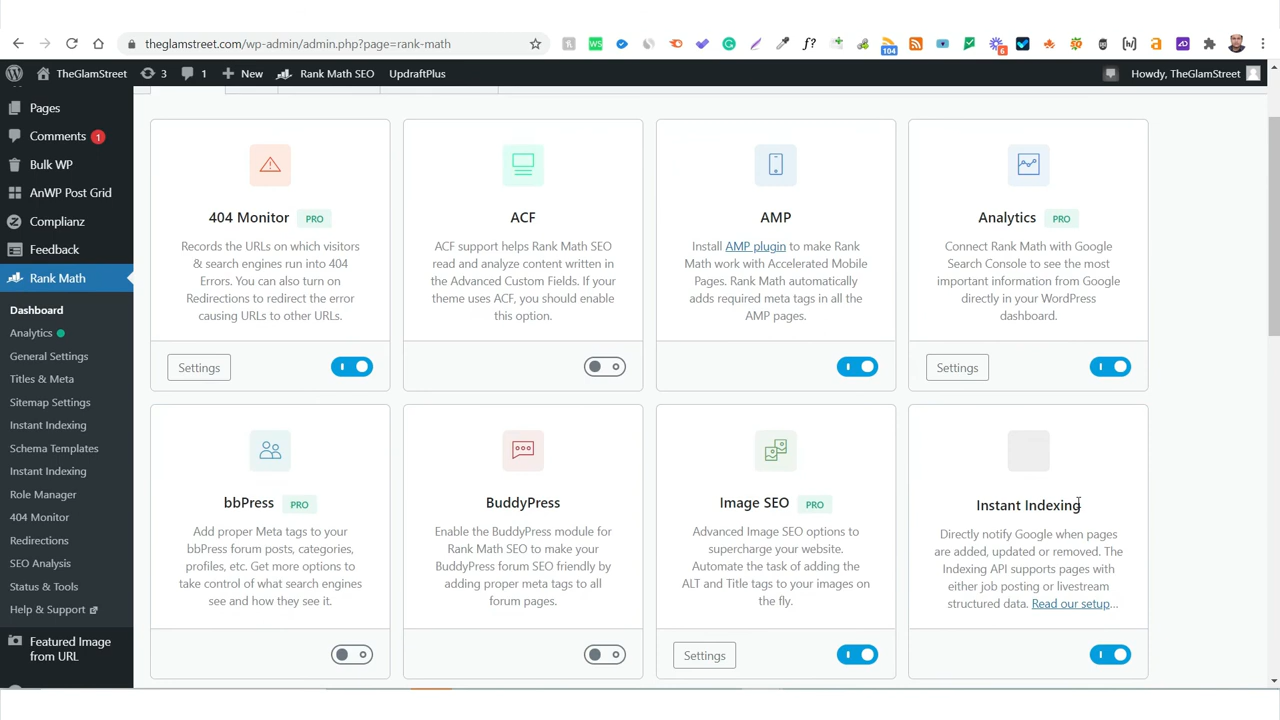 theglamstreet.com/wp-admin/admin.php?page=rank-math
104
6
TheGlamStreet
3
1
New
Rank Math SEO
UpdraftPlus
Howdy, TheGlamStreet
Pages
Comments 1
Bulk WP
AnWP Post Grid
Complianz
Feedback
Rank Math
Dashboard
Analytics
General Settings
Titles & Meta
Sitemap Settings
Instant Indexing
Schema Templates
Instant Indexing
Role Manager
404 Monitor
Redirections
SEO Analysis
Status & Tools
Help & Support
Featured Image
from URL
404 Monitor PRO
Records the URLs on which visitors
& search engines run into 404
Errors. You can also turn on
Redirections to redirect the error
causing URLs to other URLs.
Settings
ACF
ACF support helps Rank Math SEO
read and analyze content written in
the Advanced Custom Fields. If your
theme uses ACF, you should enable
this option.
AMP
Install AMP plugin to make Rank
Math work with Accelerated Mobile
Pages. Rank Math automatically
adds required meta tags in all the
AMP pages.
Analytics PRO
Connect Rank Math with Google
Search Console to see the most
important information from Google
directly in your WordPress
dashboard.
Settings
bbPress PRO
Add proper Meta tags to your
bbPress forum posts, categories,
profiles, etc. Get more options to
take control of what search engines
see and how they see it.
BuddyPress
Enable the BuddyPress module for
Rank Math SEO to make your
BuddyPress forum SEO friendly by
adding proper meta tags to all
forum pages.
Image SEO PRO
Advanced Image SEO options to
supercharge your website.
Automate the task of adding the
ALT and Title tags to your images on
the fly.
Settings
Instant Indexing
Directly notify Google when pages
are added, updated or removed. The
Indexing API supports pages with
either job posting or livestream
structured data. Read our setup...